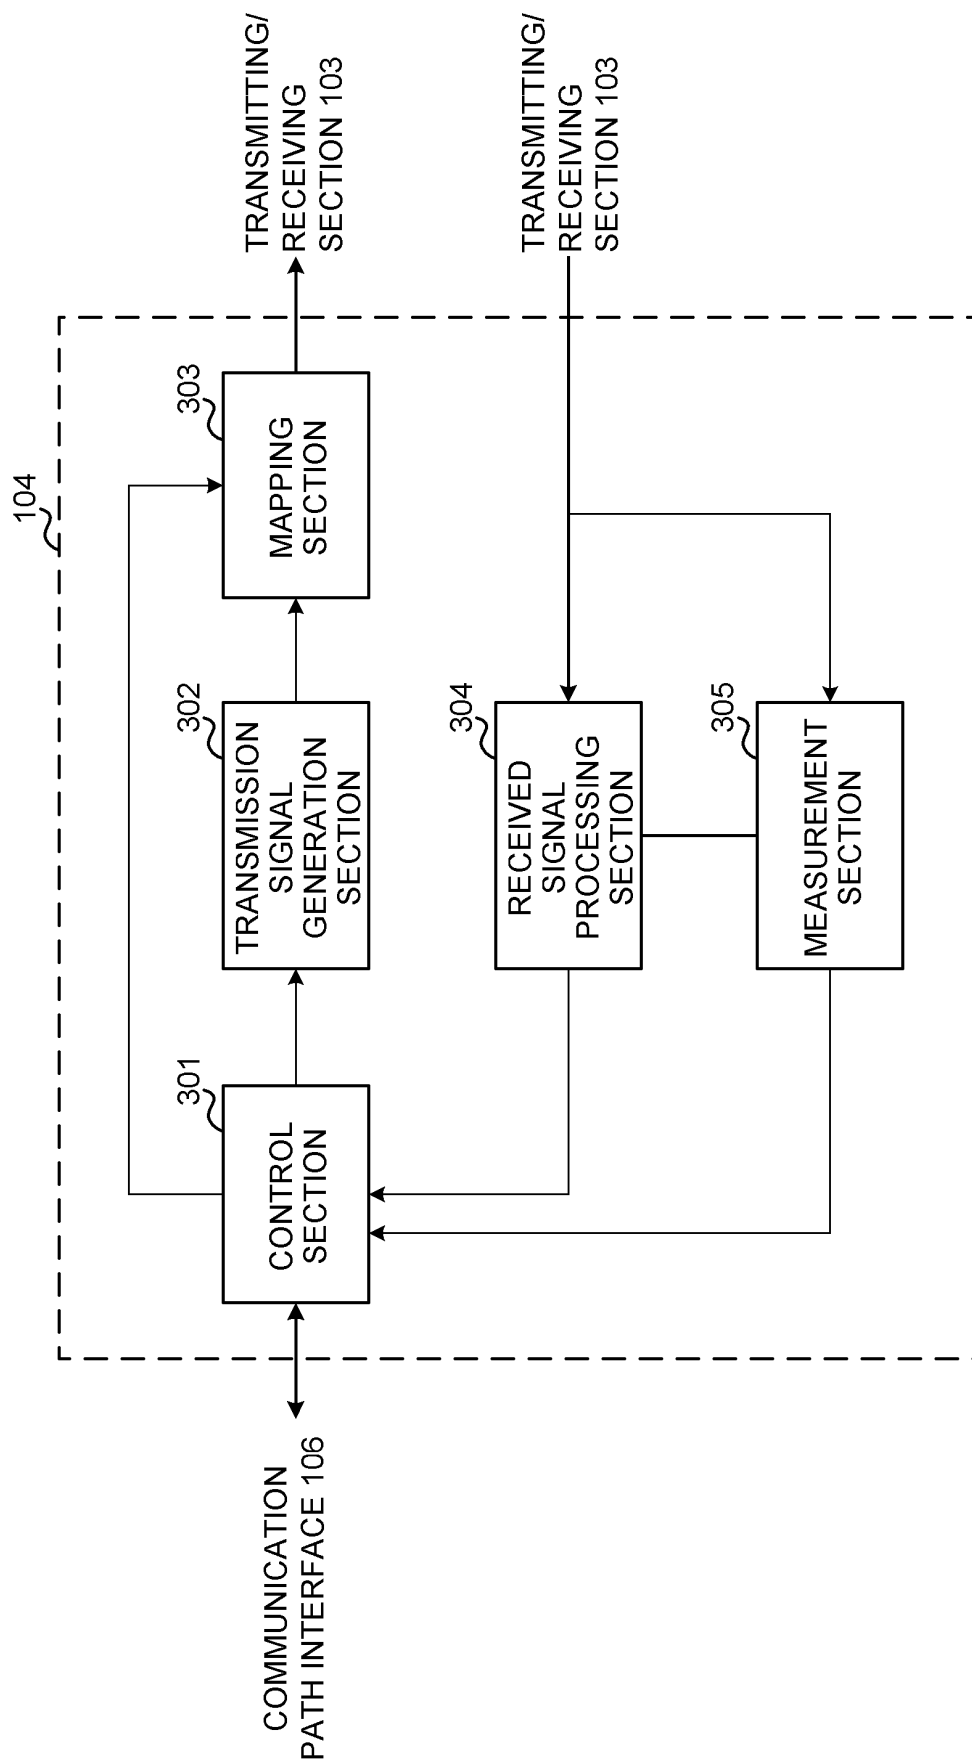 104
COMMUNICATION
PATH INTERFACE 106
301
CONTROL
SECTION
302
TRANSMISSION
SIGNAL
GENERATION
SECTION
303
MAPPING
SECTION
TRANSMITTING/
RECEIVING
SECTION 103
304
RECEIVED
SIGNAL
PROCESSING
SECTION
TRANSMITTING/
RECEIVING
SECTION 103
305
MEASUREMENT
SECTION